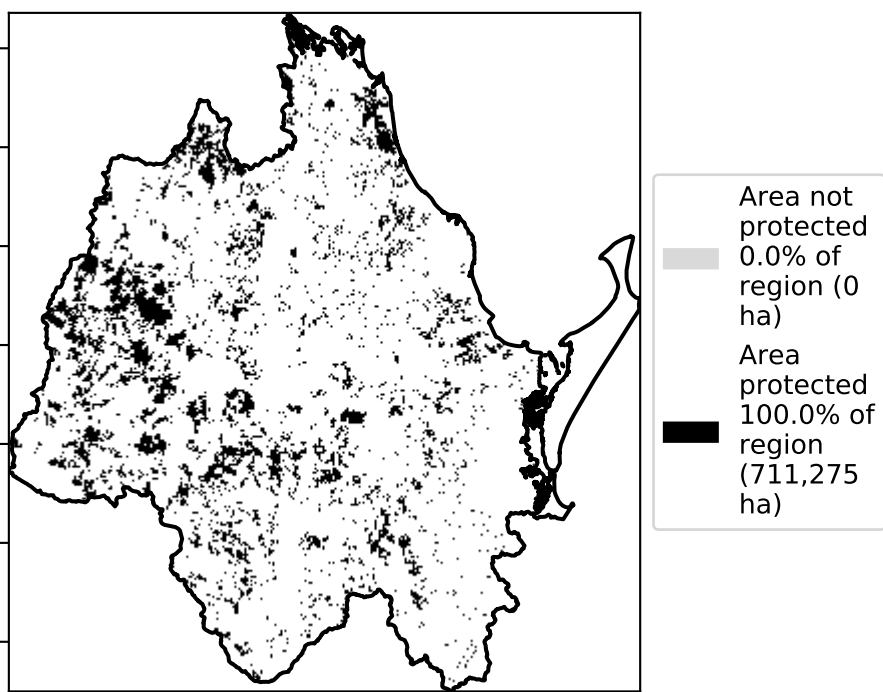 Area not
protected
0.0% of
region (0
ha)
Area
protected
100.0% of
region
(711,275
ha)